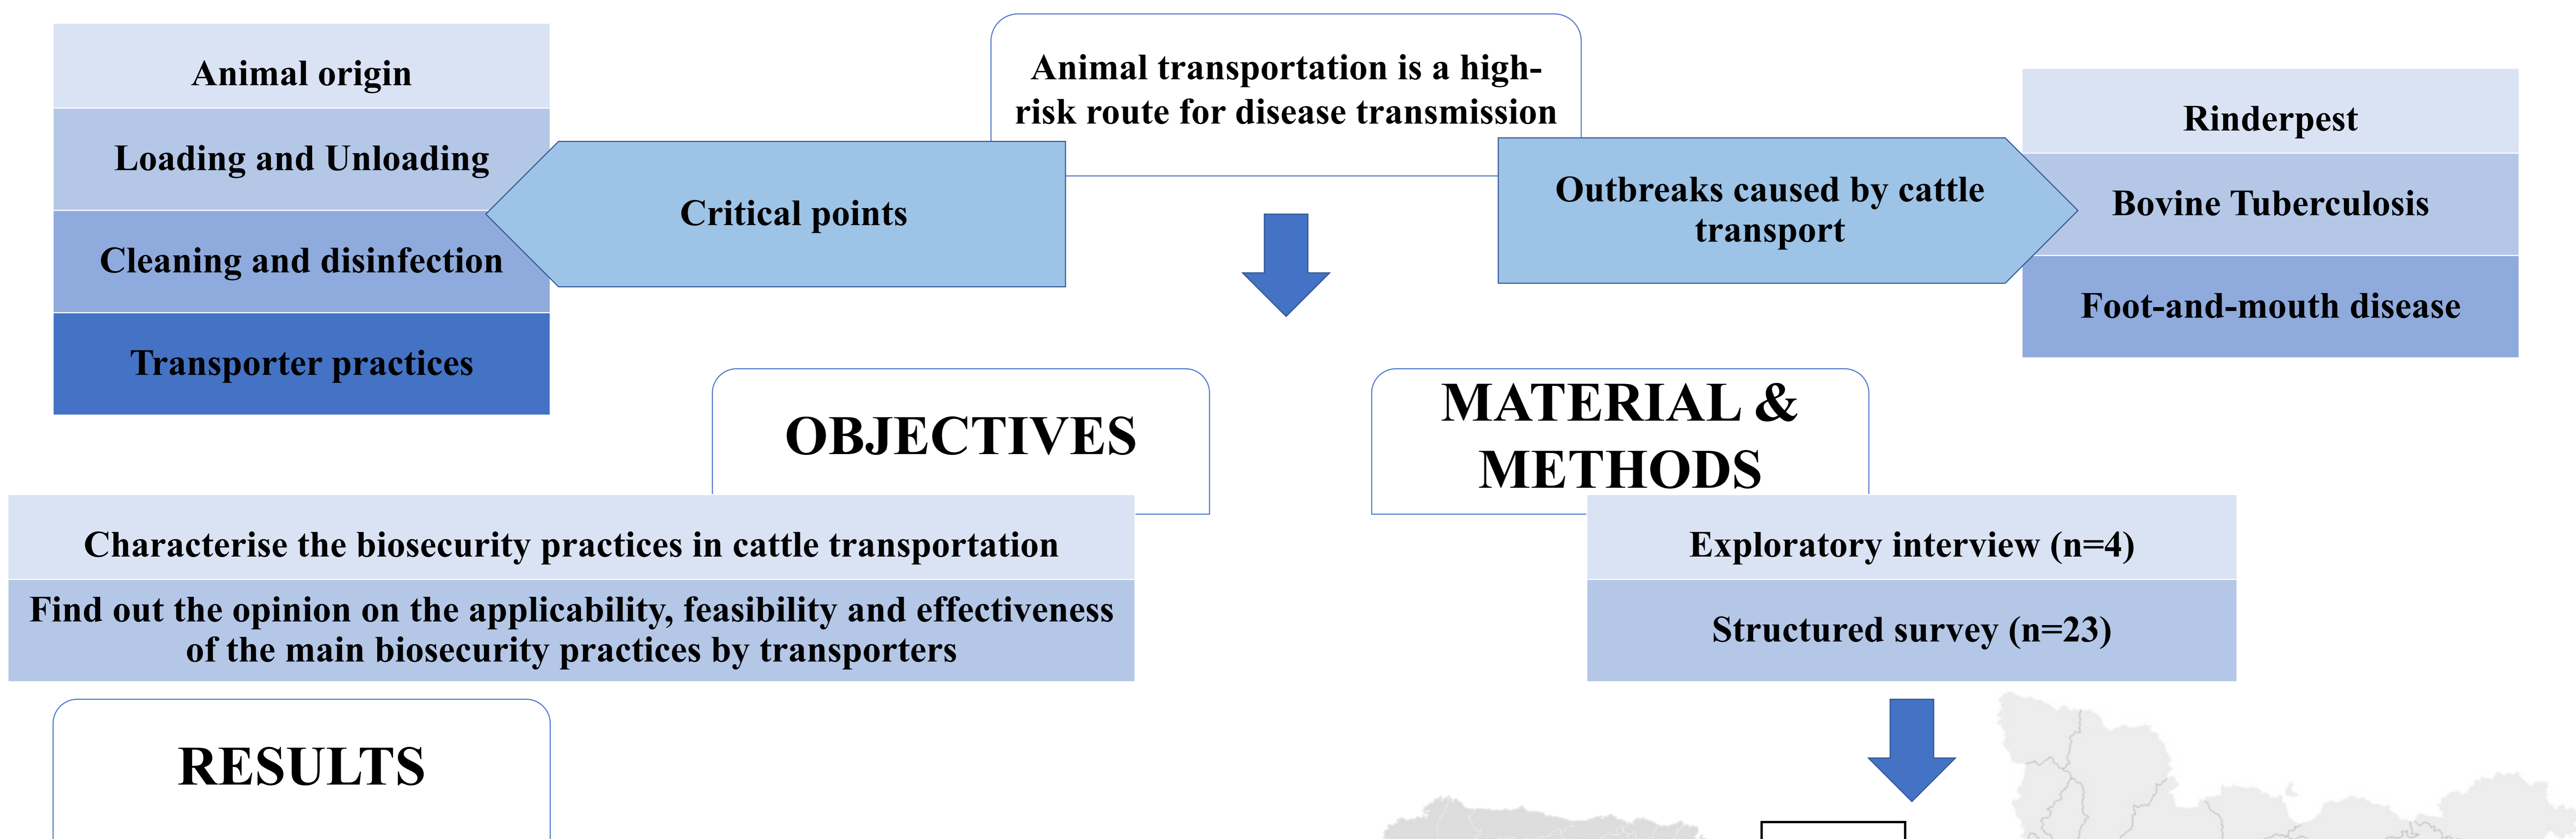 Animal transportation is a high-
risk route for disease transmission
Critical points
Animal origin
Loading and Unloading
Cleaning and disinfection
Transporter practices
Outbreaks caused by cattle
transport
Rinderpest
Bovine Tuberculosis
Foot-and-mouth disease
OBJECTIVES
Characterise the biosecurity practices in cattle transportation
Find out the opinion on the applicability, feasibility and effectiveness
of the main biosecurity practices by transporters
MATERIAL &
METHODS
Exploratory interview (n=4)
Structured survey (n=23)
RESULTS